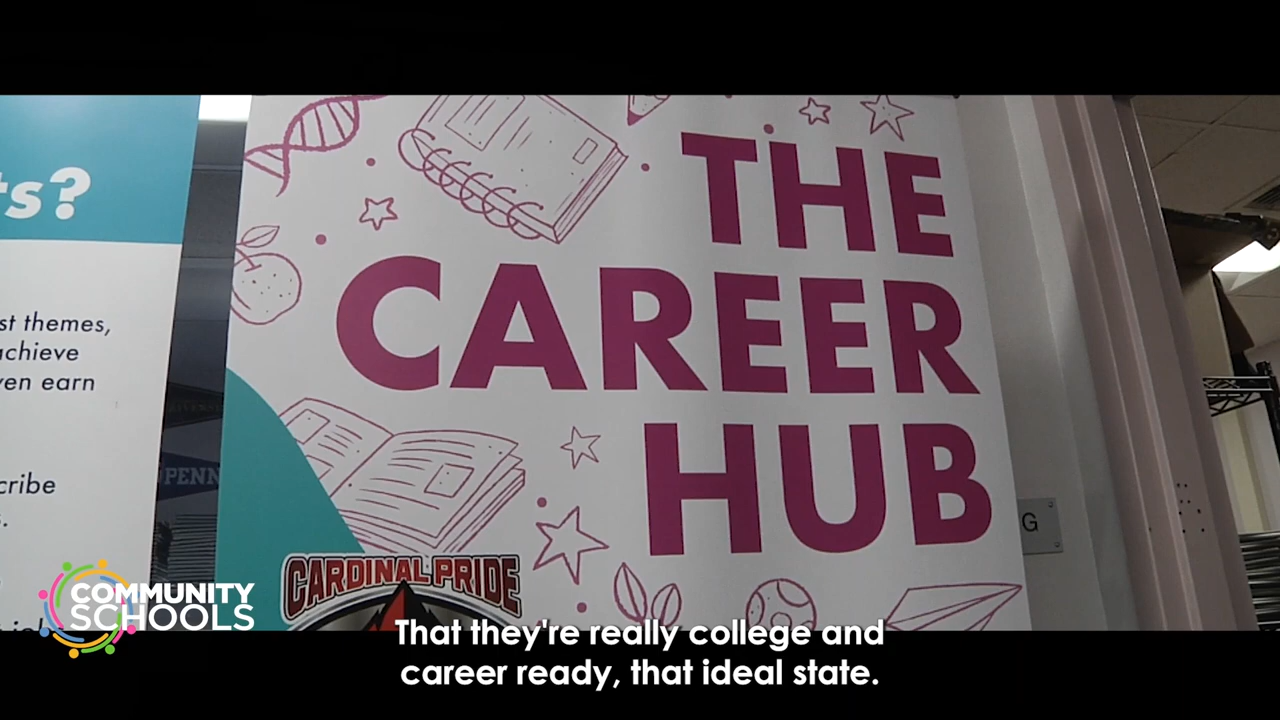 ts?
st themes,
achieve
ven earn
cribe
THE
CAREER
HUB
PENN
G
CARDINAL PRIDE
COMMUNITY
SCHOOLS
That they're really college and
career ready, that ideal state.